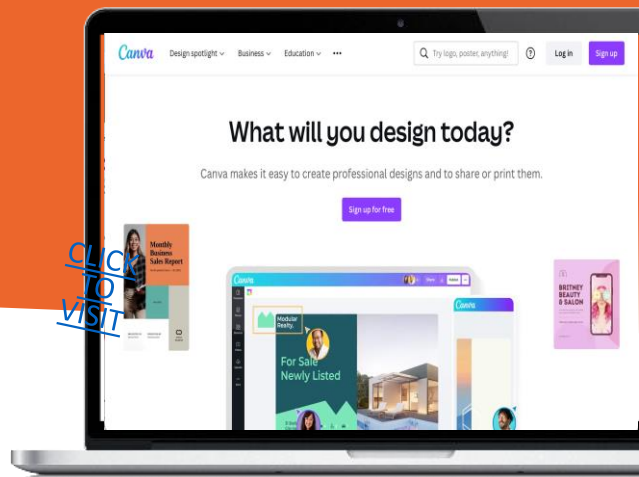 Canva
Design spotlight
Business
Education
Try logo, poster, anything!
Log in
Sign up
What will you design today?
Canva makes it easy to create professional designs and to share or print them.
Sign up for free
CLICK
TO
VISIT
Monthly
Business
Sales Report
Canva
Share
Modular
Realty.
For Sale
Newly Listed
Canva
BRITNEY
BEAUTY
& SALON